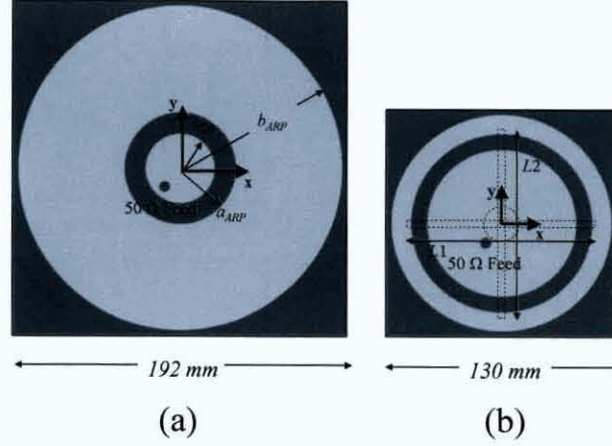 y
b_ARP
x
50 Ω Feed
a_ARP
192 mm
(a)
L2
y
x
L1
50 Ω Feed
130 mm
(b)